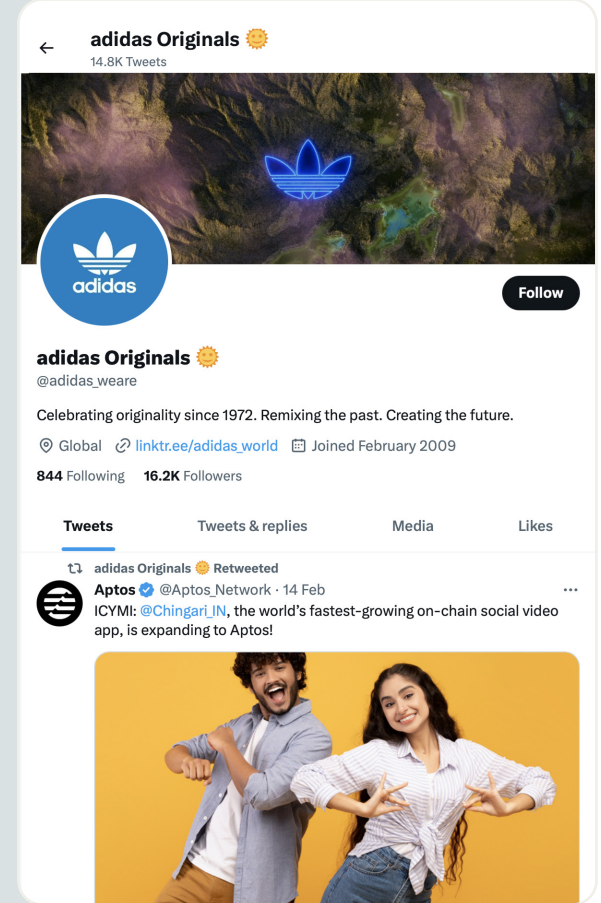 adidas Originals 🌞
14.8K Tweets
adidas
Follow
adidas Originals 🌞
@adidas_weare
Celebrating originality since 1972. Remixing the past. Creating the future.
Global linktr.ee/adidas_world Joined February 2009
844 Following 16.2K Followers
Tweets Tweets & replies Media Likes
adidas Originals 🌞 Retweeted
Aptos @Aptos_Network · 14 Feb ···
ICYMI: @Chingari_IN, the world’s fastest-growing on-chain social video
app, is expanding to Aptos!